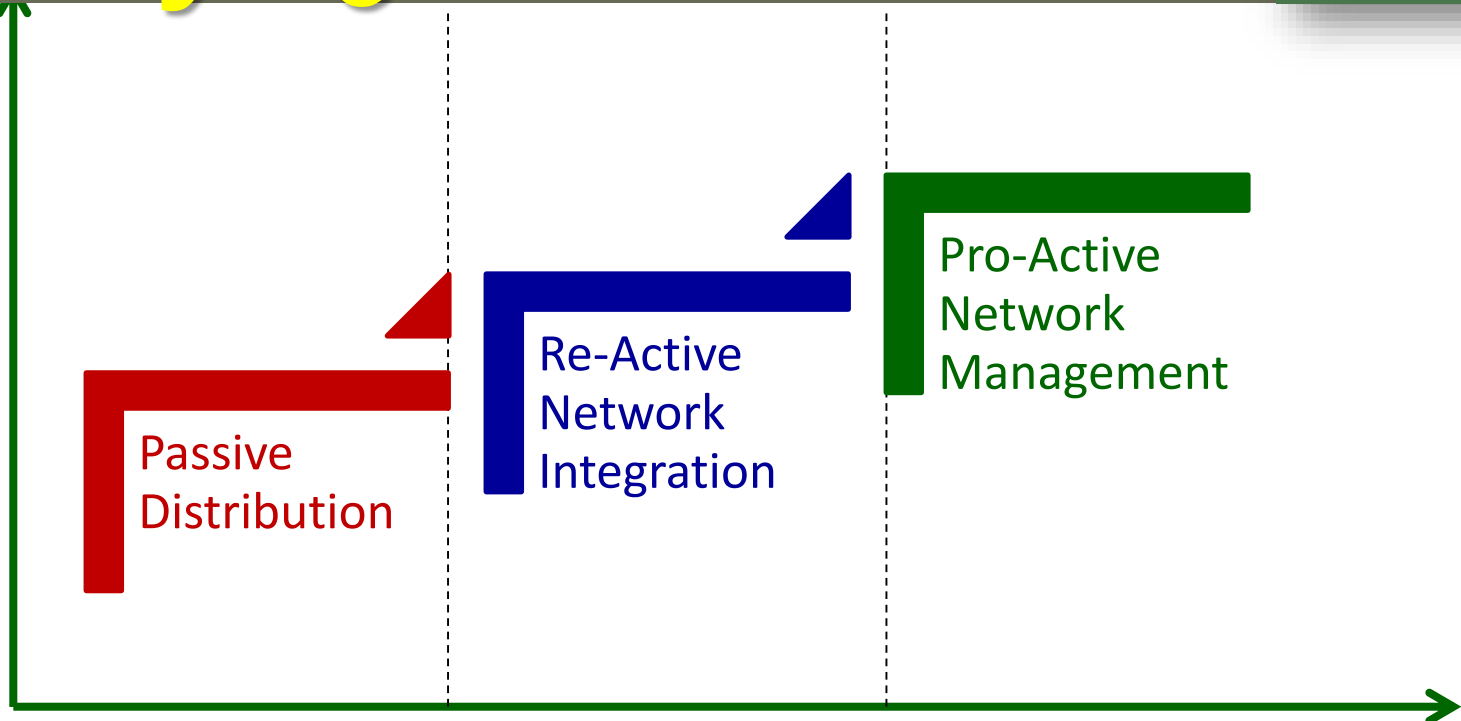 Passive
Distribution
Re-Active
Network
Integration
Pro-Active
Network
Management